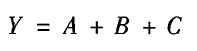 Y = A + B + C